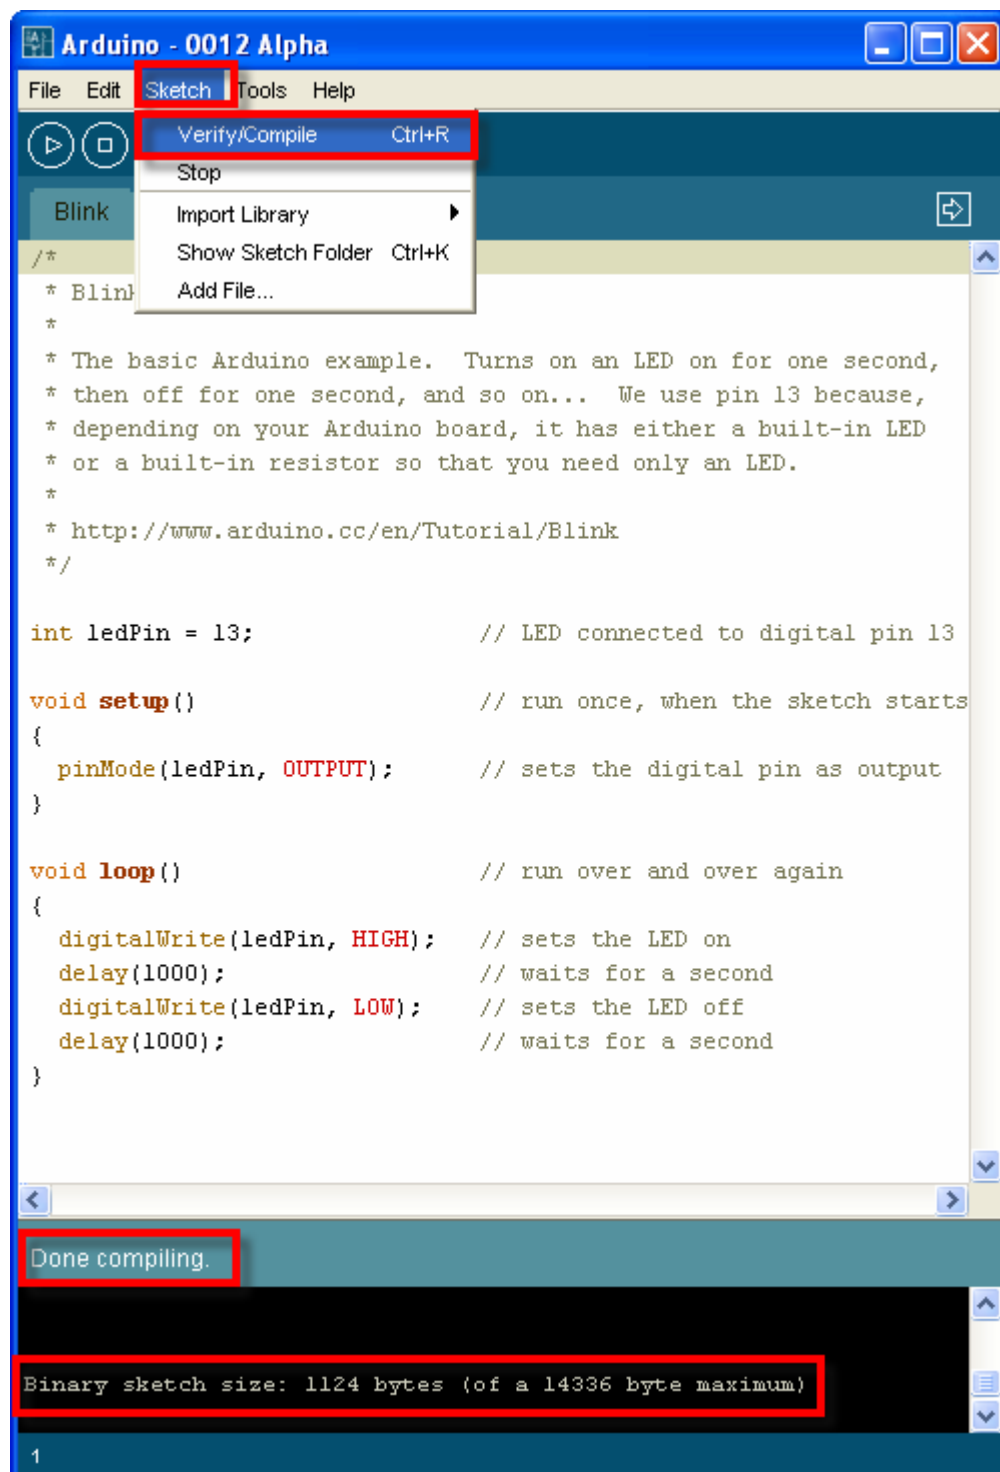 Arduino - 0012 Alpha
File Edit Sketch Tools Help
Verify/Compile Ctrl+R
Stop
Import Library
Show Sketch Folder Ctrl+K
Add File...
Blink
/*
 * Blink
 *
 * The basic Arduino example.  Turns on an LED on for one second,
 * then off for one second, and so on...  We use pin 13 because,
 * depending on your Arduino board, it has either a built-in LED
 * or a built-in resistor so that you need only an LED.
 *
 * http://www.arduino.cc/en/Tutorial/Blink
 */
int ledPin = 13;                // LED connected to digital pin 13
void setup()                    // run once, when the sketch starts
{
  pinMode(ledPin, OUTPUT);      // sets the digital pin as output
}
void loop()                     // run over and over again
{
  digitalWrite(ledPin, HIGH);   // sets the LED on
  delay(1000);                  // waits for a second
  digitalWrite(ledPin, LOW);    // sets the LED off
  delay(1000);                  // waits for a second
}
Done compiling.
Binary sketch size: 1124 bytes (of a 14336 byte maximum)
1